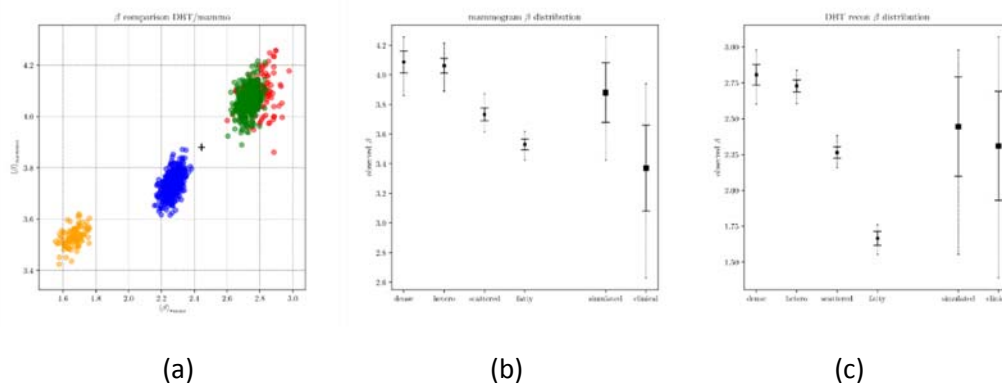 β comparison DBT/mammo
mammogram β distribution
DBT recon β distribution
4.2
4.0
3.8
3.6
3.4
1.6 1.8 2.0 2.2 2.4 2.6 2.8 3.0
observed β
4.2
4.0
3.8
3.6
3.4
3.2
3.0
2.8
2.6
dense hetero scattered fatty simulated clinical
observed β
3.00
2.75
2.50
2.25
2.00
1.75
1.50
dense hetero scattered fatty simulated clinical
(a) (b) (c)